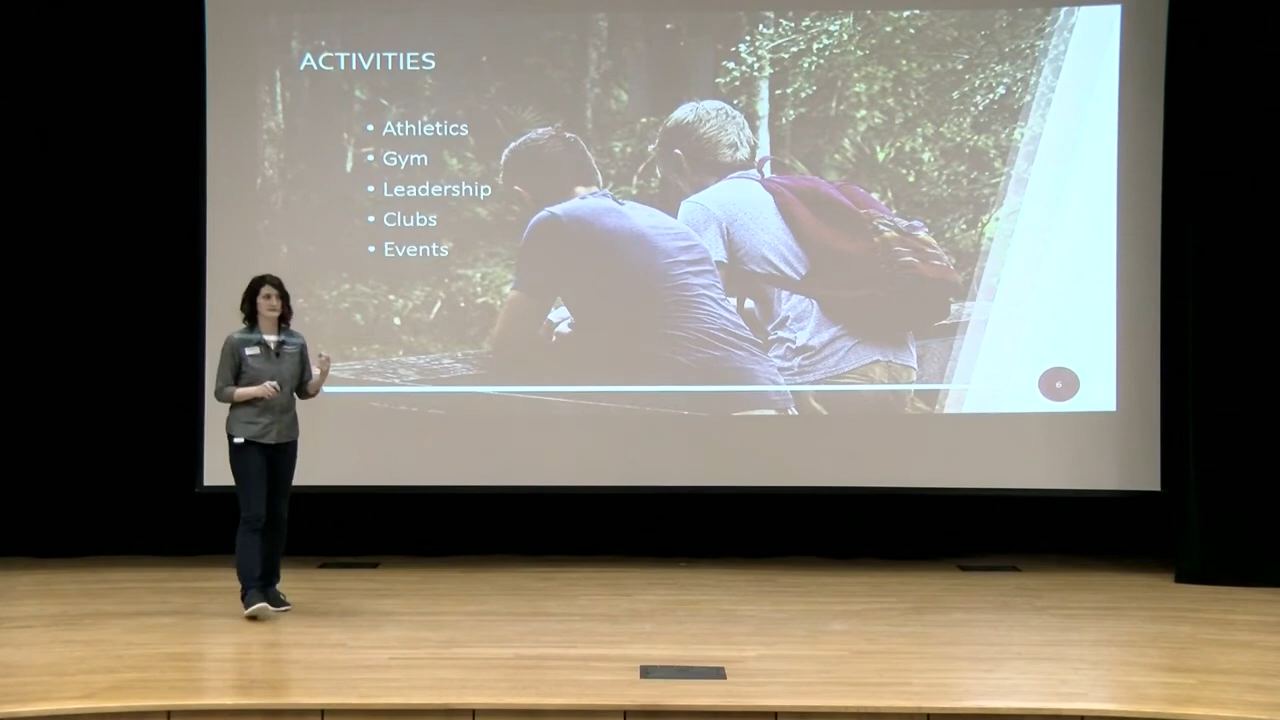 ACTIVITIES
• Athletics
• Gym
• Leadership
• Clubs
• Events
6